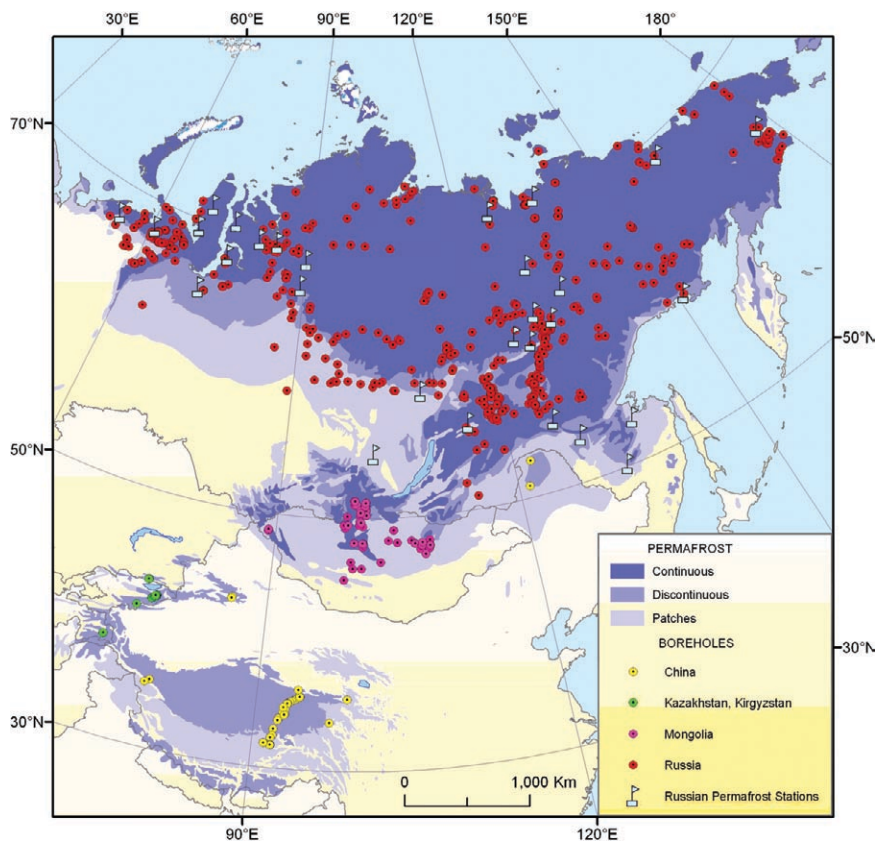 30°E
60°E
90°E
120°E
150°E
180°
70°N
50°N
50°N
30°N
30°N
PERMAFROST
Continuous
Discontinuous
Patches
BOREHOLES
China
Kazakhstan, Kirgyzstan
Mongolia
Russia
Russian Permafrost Stations
0
1,000 Km
90°E
120°E